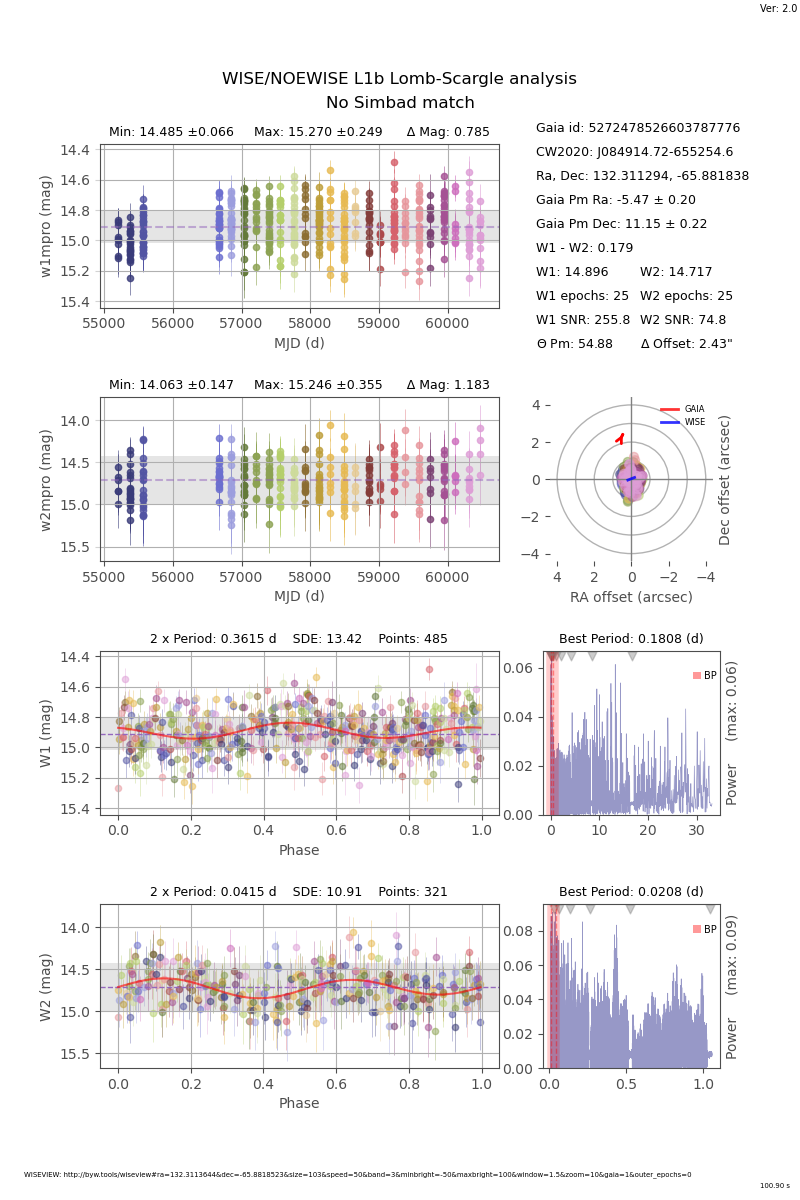 Ver: 2.0
WISE/NOEWISE L1b Lomb-Scargle analysis
No Simbad match
Min: 14.485 ±0.066 Max: 15.270 ±0.249 Δ Mag: 0.785
14.4
14.6
14.8
15.0
15.2
15.4
w1mpro (mag)
55000 56000 57000 58000 59000 60000
MJD (d)
Gaia id: 5272478526603787776
CW2020: J084914.72-655254.6
Ra, Dec: 132.311294, -65.881838
Gaia Pm Ra: -5.47 ± 0.20
Gaia Pm Dec: 11.15 ± 0.22
W1 - W2: 0.179
W1: 14.896 W2: 14.717
W1 epochs: 25 W2 epochs: 25
W1 SNR: 255.8 W2 SNR: 74.8
Θ Pm: 54.88 Δ Offset: 2.43"
Min: 14.063 ±0.147 Max: 15.246 ±0.355 Δ Mag: 1.183
14.0
14.5
15.0
15.5
w2mpro (mag)
55000 56000 57000 58000 59000 60000
MJD (d)
GAIA
WISE
4
2
0
−2
−4
Dec offset (arcsec)
4 2 0 −2 −4
RA offset (arcsec)
2 x Period: 0.3615 d SDE: 13.42 Points: 485
14.4
14.6
14.8
15.0
15.2
15.4
W1 (mag)
0.0 0.2 0.4 0.6 0.8 1.0
Phase
Best Period: 0.1808 (d)
BP
0.06
0.04
0.02
0.00
Power (max: 0.06)
0 10 20 30
2 x Period: 0.0415 d SDE: 10.91 Points: 321
14.0
14.5
15.0
15.5
W2 (mag)
0.0 0.2 0.4 0.6 0.8 1.0
Phase
Best Period: 0.0208 (d)
BP
0.08
0.06
0.04
0.02
0.00
Power (max: 0.09)
0.0 0.5 1.0
WISEVIEW: http://byw.tools/wiseview#ra=132.3113644&dec=-65.8818523&size=103&speed=50&band=3&minbright=-50&maxbright=100&window=1.5&zoom=10&gaia=1&outer_epochs=0
100.90 s